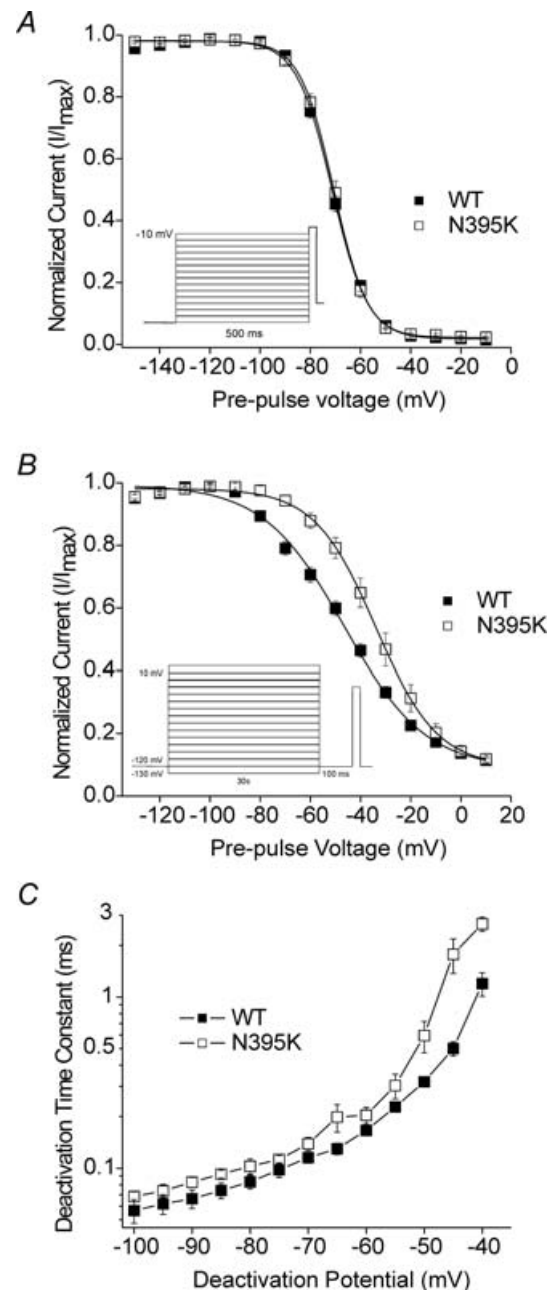 A
Normalized Current (I/Imax)
1.0
0.8
0.6
0.4
0.2
0.0
WT
N395K
-10 mV
500 ms
-140 -120 -100 -80 -60 -40 -20 0
Pre-pulse voltage (mV)
B
Normalized Current (I/Imax)
1.0
0.8
0.6
0.4
0.2
0.0
WT
N395K
10 mV
-120 mV
-130 mV
30s
100 ms
-120 -100 -80 -60 -40 -20 0 20
Pre-pulse Voltage (mV)
C
Deactivation Time Constant (ms)
3
1
0.5
0.1
WT
N395K
-100 -90 -80 -70 -60 -50 -40
Deactivation Potential (mV)